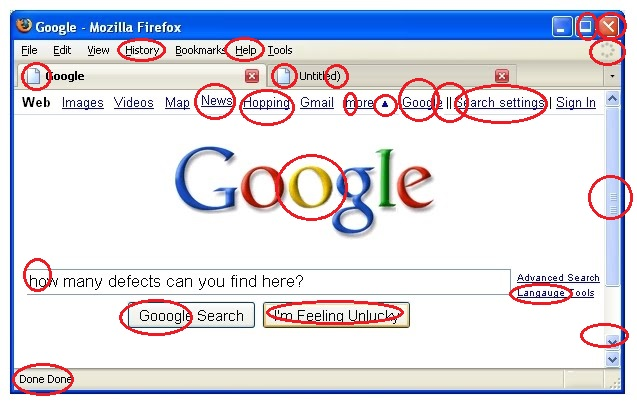 Google - Mozilla Firefox
File Edit View History Bookmarks Help Tools
Google Untitled)
Web Images Videos Map News Hopping Gmail more ▲ Google || Search settings || Sign In
Google
how many defects can you find here?
Advanced Search
Langauge Tools
Gooogle Search I'm Feeling Unlucky
Done Done